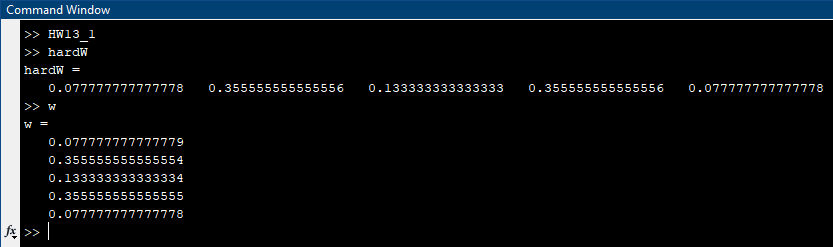 Command Window
>> HW13_1
>> hardW
hardW =
0.077777777777778 0.355555555555556 0.133333333333333 0.355555555555556 0.077777777777778
>> w
w =
0.077777777777779
0.355555555555554
0.133333333333334
0.355555555555555
0.077777777777778
fx >>